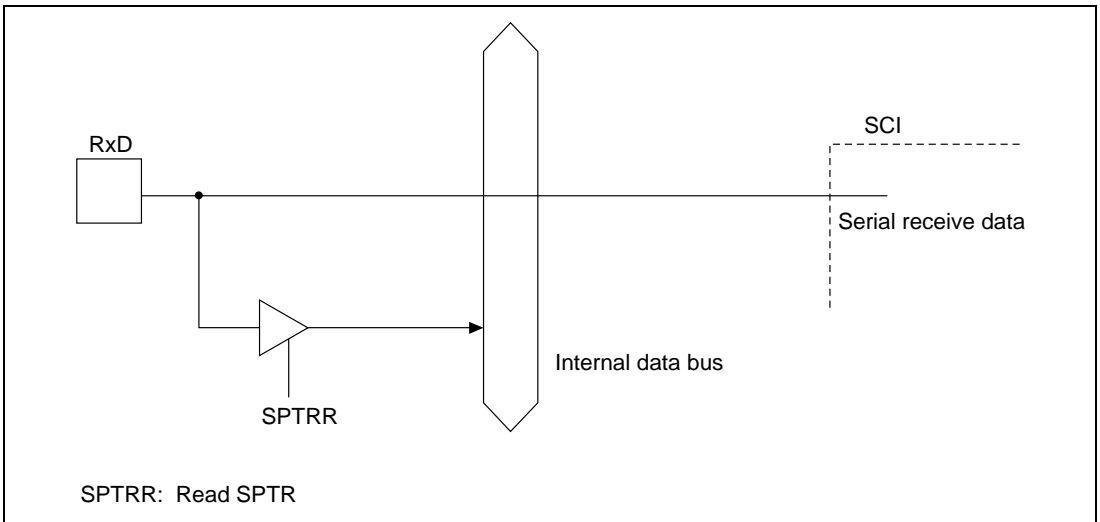 SCI
RxD
Serial receive data
Internal data bus
SPTRR
SPTRR: Read SPTR